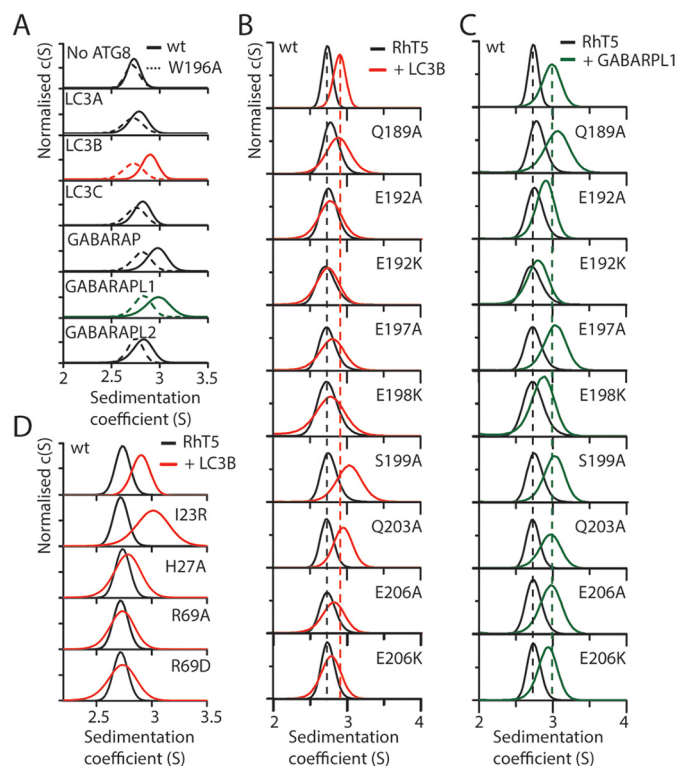 A
No ATG8
wt
W196A
LC3A
LC3B
LC3C
GABARAP
GABARAPL1
GABARAPL2
Normalised c(S)
2 2.5 3 3.5
Sedimentation
coefficient (S)
B
wt
RhT5
+ LC3B
Q189A
E192A
E192K
E197A
E198K
S199A
Q203A
E206A
E206K
Normalised c(S)
2 3 4
Sedimentation
coefficient (S)
C
wt
RhT5
+ GABARPL1
Q189A
E192A
E192K
E197A
E198K
S199A
Q203A
E206A
E206K
Normalised c(S)
2 3 4
Sedimentation
coefficient (S)
D
wt
RhT5
+ LC3B
I23R
H27A
R69A
R69D
Normalised c(S)
2.5 3 3.5
Sedimentation
coefficient (S)